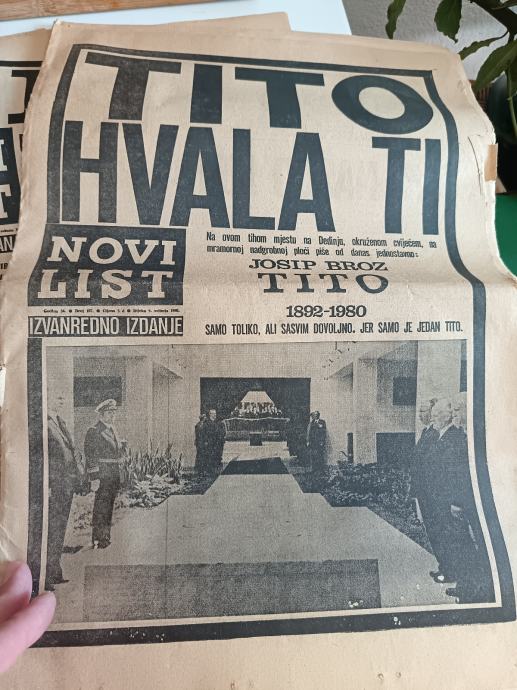 TITO
HVALA TI
NOVI
LIST
IZVANREDNO IZDANJE
Na ovom tihom mjestu na Dedinju, okruženom cvijećem, na
mramornoj nadgrobnoj ploči piše od danas jednostavno:
JOSIP BROZ
TITO
1892-1980
SAMO TOLIKO, ALI SASVIM DOVOLJNO. JER SAMO JE JEDAN TITO.